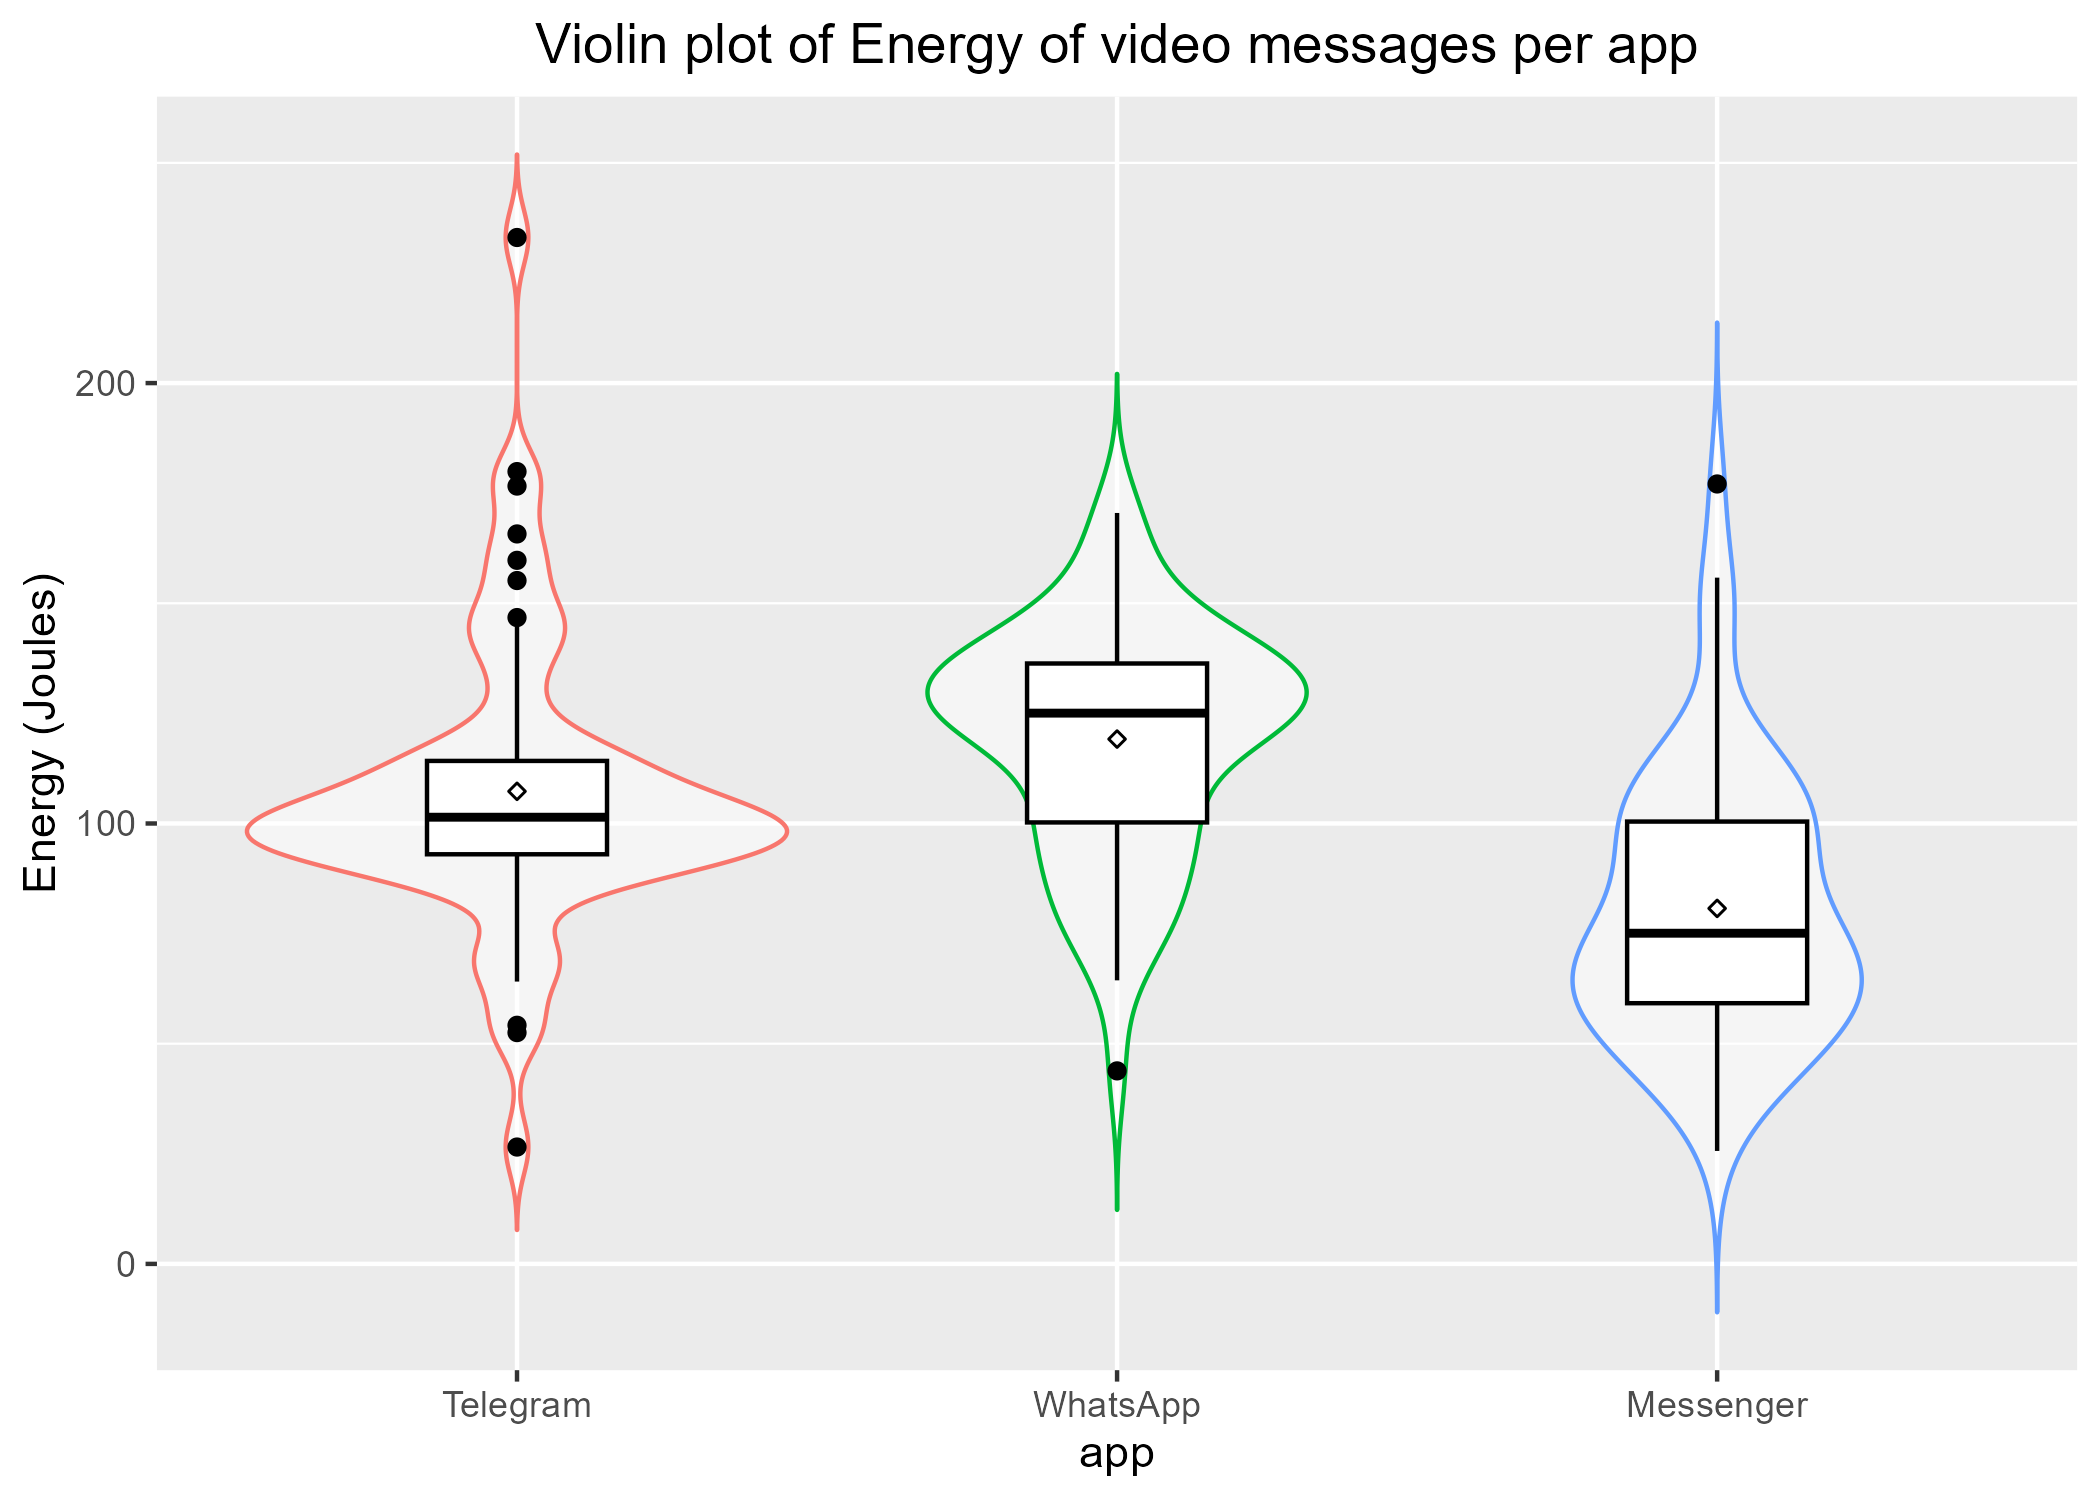 Violin plot of Energy of video messages per app
Energy (Joules)
200
100
0
Telegram
WhatsApp
Messenger
app